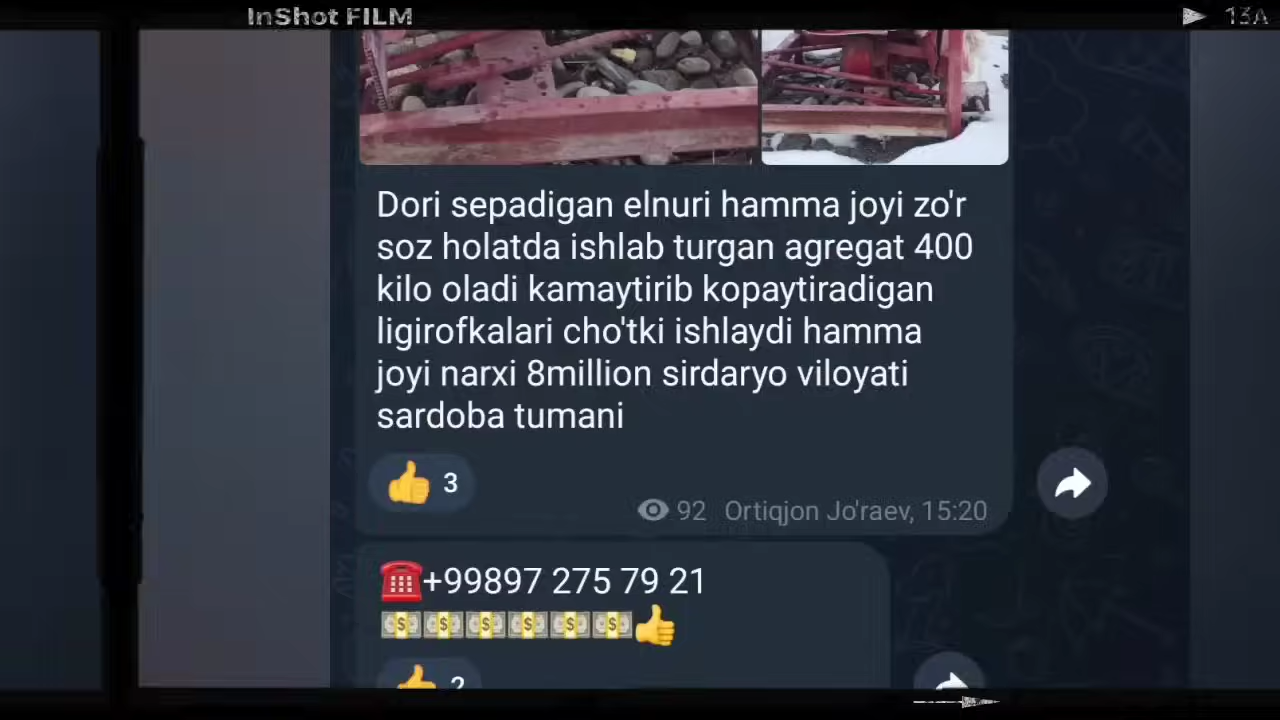 InShot FILM
13A
Dori sepadigan elnuri hamma joyi zo'r
soz holatda ishlab turgan agregat 400
kilo oladi kamaytirib kopaytiradigan
ligirofkalari cho'tki ishlaydi hamma
joyi narxi 8million sirdaryo viloyati
sardoba tumani
👍 3
92 Ortiqjon Jo'raev, 15:20
☎️+99897 275 79 21
💵💵💵💵💵💵👍
👍 2